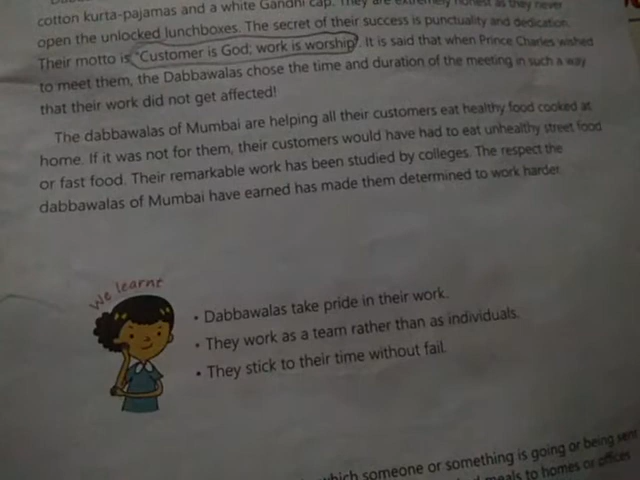 cotton kurta-pajamas and a white Gandhi cap. They are extremely honest as they never
open the unlocked lunchboxes. The secret of their success is punctuality and dedication.
Their motto is "Customer is God; work is worship". It is said that when Prince Charles wished
to meet them, the Dabbawalas chose the time and duration of the meeting in such a way
that their work did not get affected!
The dabbawalas of Mumbai are helping all their customers eat healthy food cooked at
home. If it was not for them, their customers would have had to eat unhealthy street food
or fast food. Their remarkable work has been studied by colleges. The respect the
dabbawalas of Mumbai have earned has made them determined to work harder.
We learnt
• Dabbawalas take pride in their work.
• They work as a team rather than as individuals.
• They stick to their time without fail.
which someone or something is going or being sent
meals to homes or offices